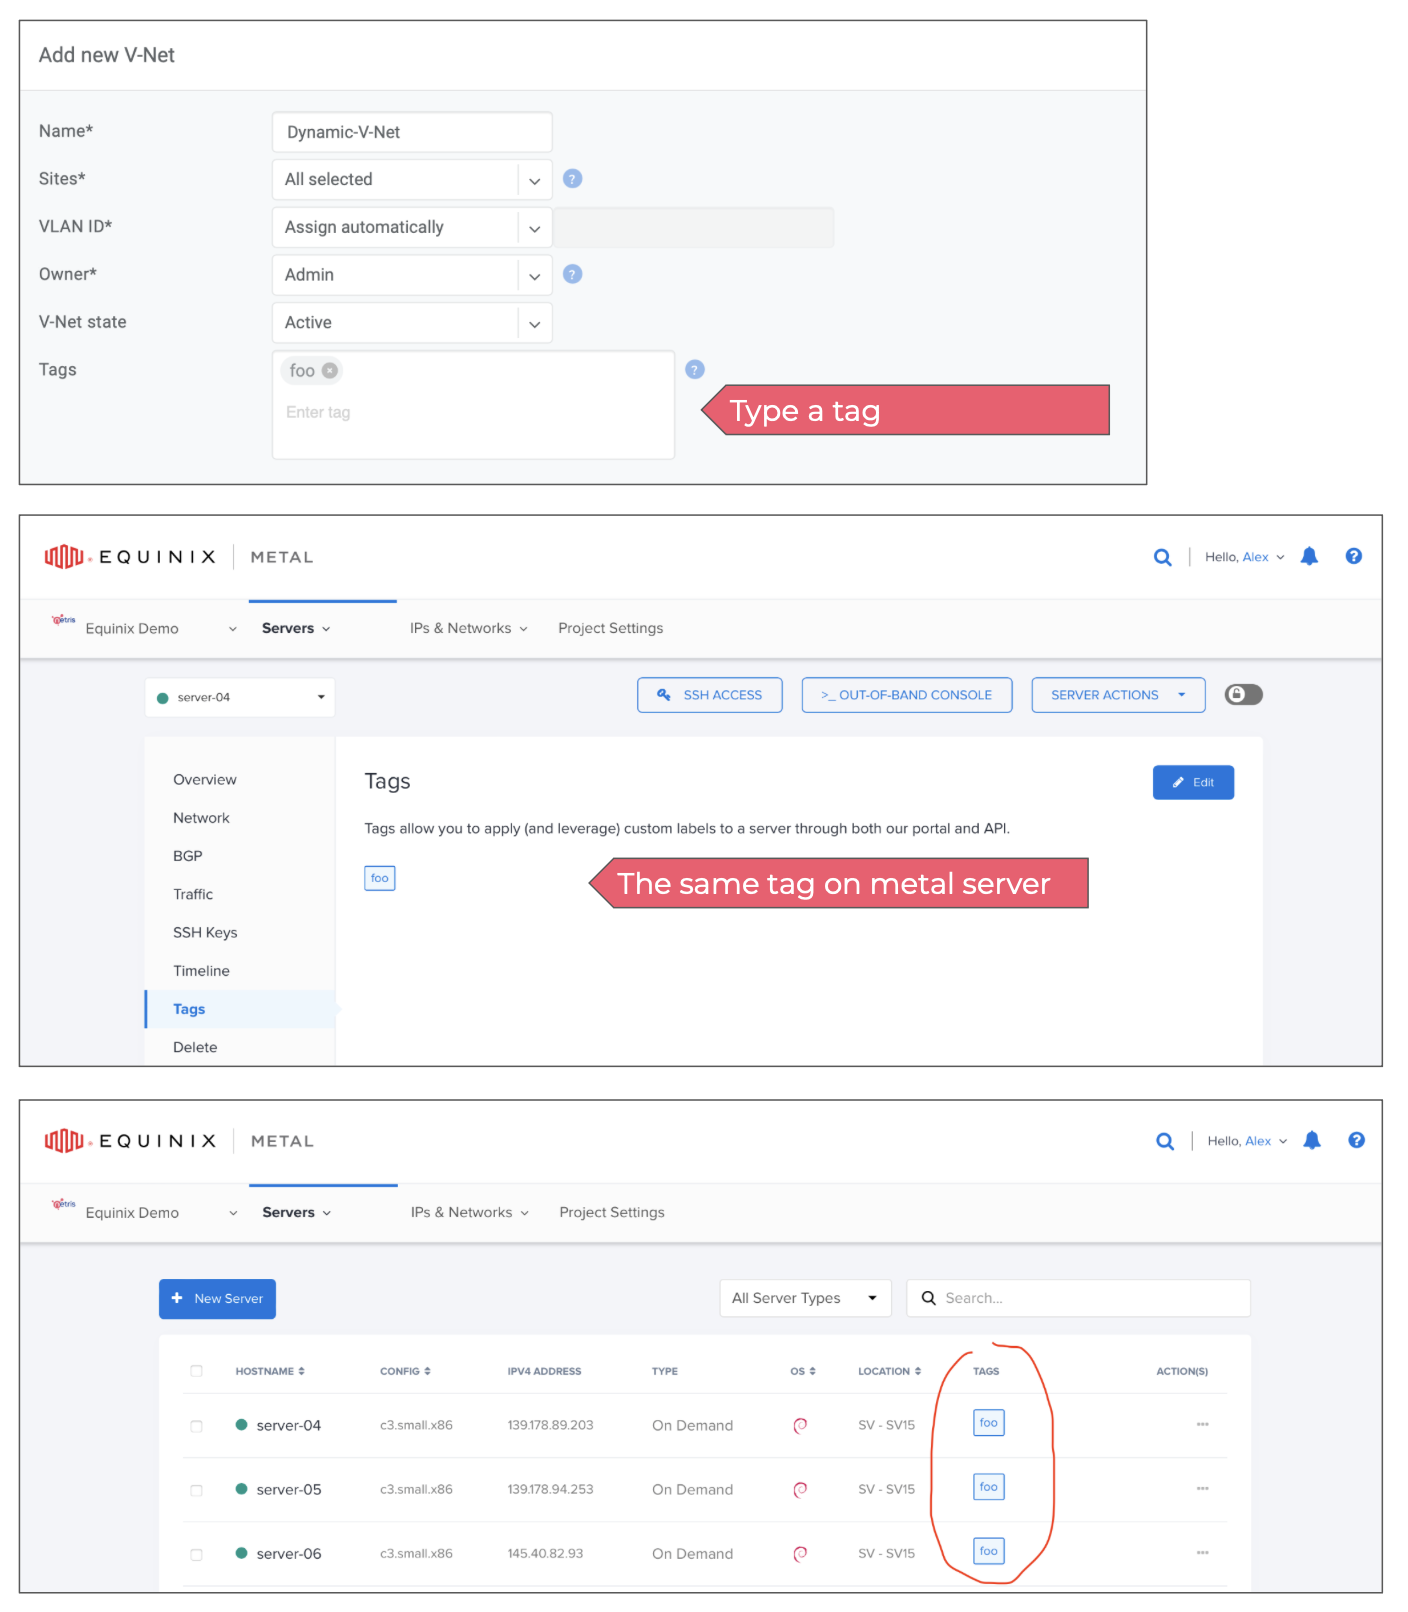 Add new V-Net
Name* Dynamic-V-Net
Sites* All selected ?
VLAN ID* Assign automatically
Owner* Admin ?
V-Net state Active
Tags foo ?
Enter tag
Type a tag
EQUINIX METAL Hello, Alex ?
netris Equinix Demo Servers IPs & Networks Project Settings
server-04 SSH ACCESS >_ OUT-OF-BAND CONSOLE SERVER ACTIONS
Overview
Network
BGP
Traffic
SSH Keys
Timeline
Tags
Delete
Tags Edit
Tags allow you to apply (and leverage) custom labels to a server through both our portal and API.
foo
The same tag on metal server
EQUINIX METAL Hello, Alex ?
netris Equinix Demo Servers IPs & Networks Project Settings
+ New Server All Server Types Search...
HOSTNAME CONFIG IPV4 ADDRESS TYPE OS LOCATION TAGS ACTION(S)
server-04 c3.small.x86 139.178.89.203 On Demand SV - SV15 foo ...
server-05 c3.small.x86 139.178.94.253 On Demand SV - SV15 foo ...
server-06 c3.small.x86 145.40.82.93 On Demand SV - SV15 foo ...